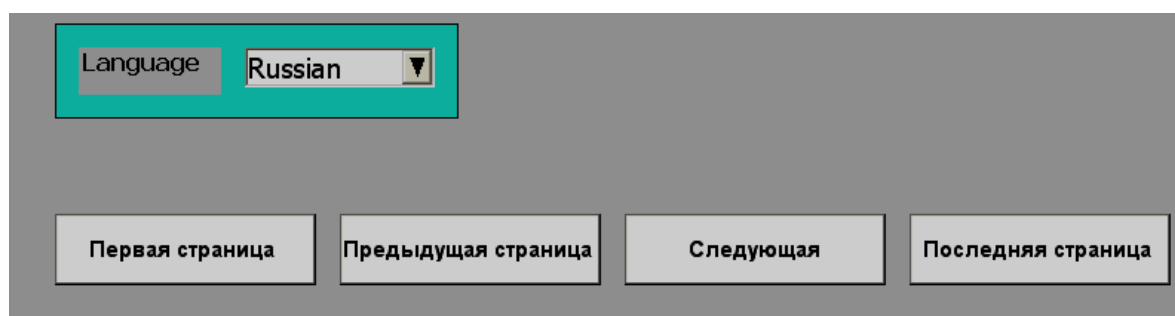 Language
Russian
Первая страница
Предыдущая страница
Следующая
Последняя страница